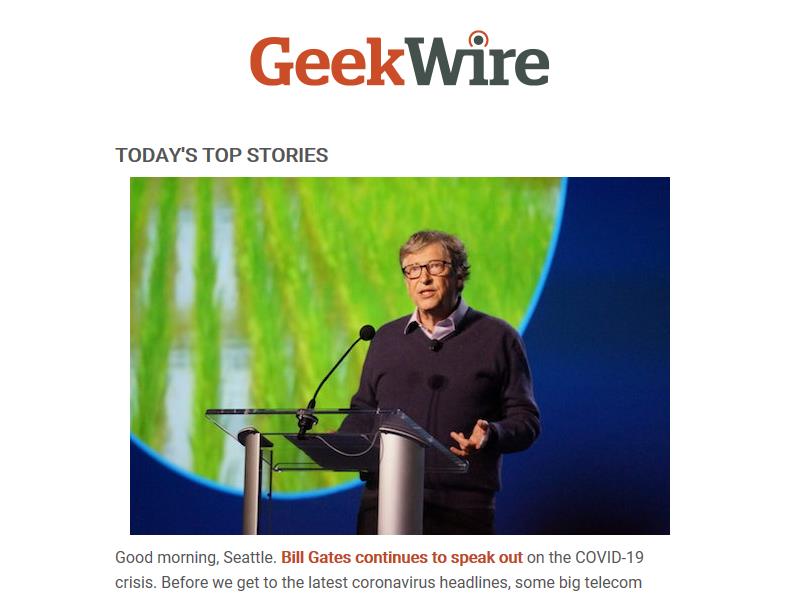 GeekWire
TODAY'S TOP STORIES
Good morning, Seattle. Bill Gates continues to speak out on the COVID-19
crisis. Before we get to the latest coronavirus headlines, some big telecom